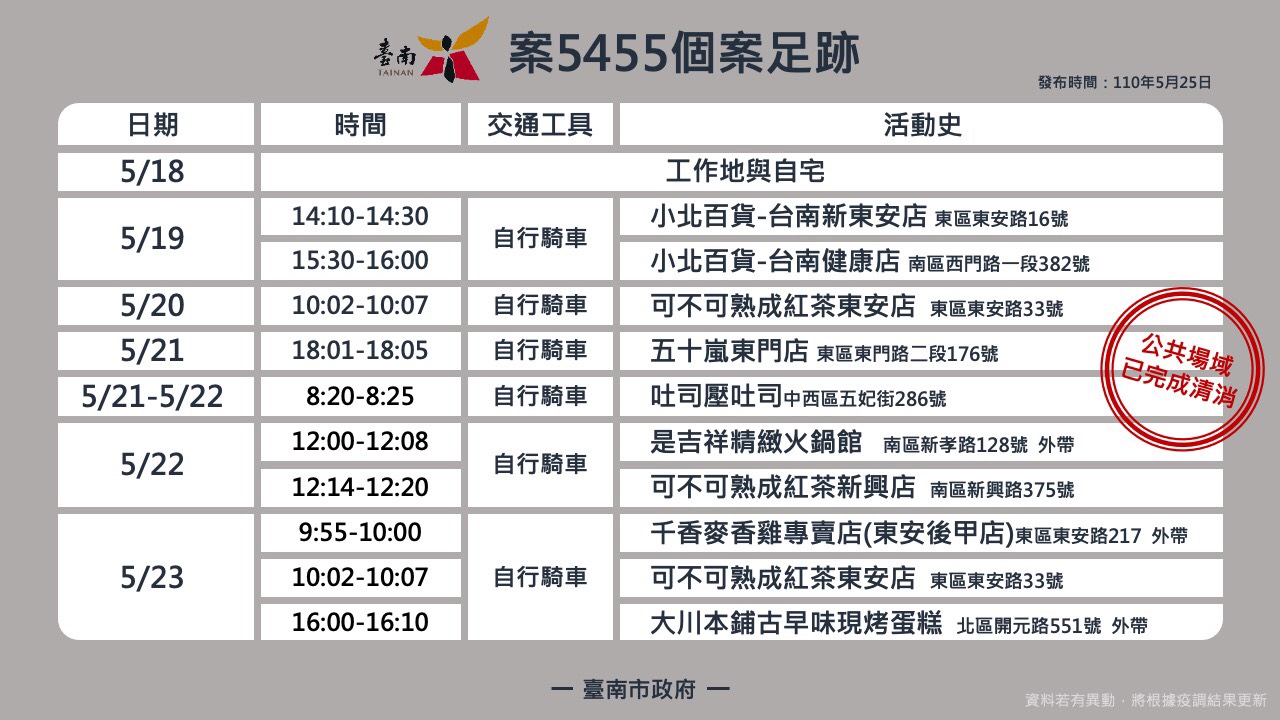 臺南
TAINAN
案5455個案足跡
發布時間：110年5月25日
日期 時間 交通工具 活動史
5/18 工作地與自宅
5/19 14:10-14:30 自行騎車 小北百貨-台南新東安店 東區東安路16號
15:30-16:00 小北百貨-台南健康店 南區西門路一段382號
5/20 10:02-10:07 自行騎車 可不可熟成紅茶東安店 東區東安路33號
5/21 18:01-18:05 自行騎車 五十嵐東門店 東區東門路二段176號
5/21-5/22 8:20-8:25 自行騎車 吐司壓吐司中西區五妃街286號
公共場域
已完成清消
5/22 12:00-12:08 自行騎車 是吉祥精緻火鍋館 南區新孝路128號 外帶
12:14-12:20 可不可熟成紅茶新興店 南區新興路375號
5/23 9:55-10:00 自行騎車 千香麥香雞專賣店(東安後甲店)東區東安路217 外帶
10:02-10:07 可不可熟成紅茶東安店 東區東安路33號
16:00-16:10 大川本鋪古早味現烤蛋糕 北區開元路551號 外帶
— 臺南市政府 —
資料若有異動，將根據疫調結果更新